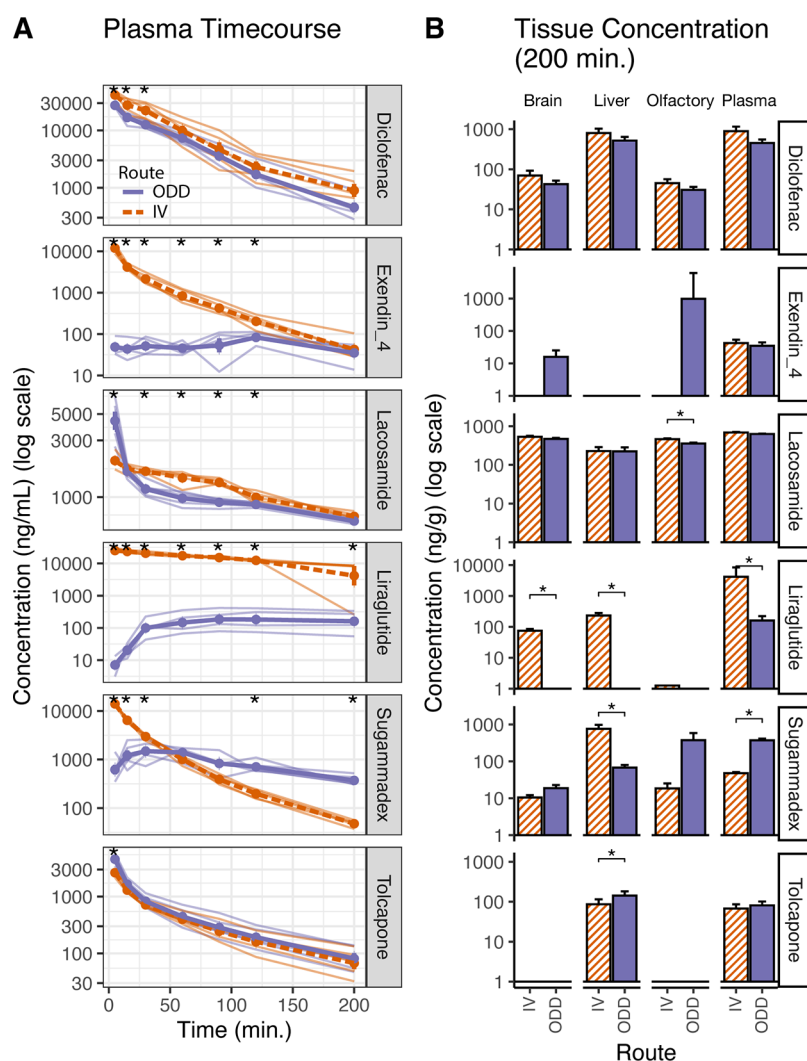 A Plasma Timecourse
B Tissue Concentration
(200 min.)
Concentration (ng/mL) (log scale)
* * *
30000
10000
3000
1000
300
Route
ODD
IV
Diclofenac
* * * * * *
10000
1000
100
10
Exendin_4
* * * * * *
5000
3000
1000
Lacosamide
* * * * * * *
10000
1000
100
10
Liraglutide
* * * * *
10000
1000
100
Sugammadex
*
3000
1000
300
100
30
Tolcapone
0 50 100 150 200
Time (min.)
Concentration (ng/g) (log scale)
Brain Liver Olfactory Plasma
1000
100
10
1
Diclofenac
1000
100
10
1
Exendin_4
*
1000
100
10
1
Lacosamide
* * *
10000
1000
100
10
1
Liraglutide
* *
1000
100
10
1
Sugammadex
*
1000
100
10
1
Tolcapone
IV ODD IV ODD IV ODD IV ODD
Route